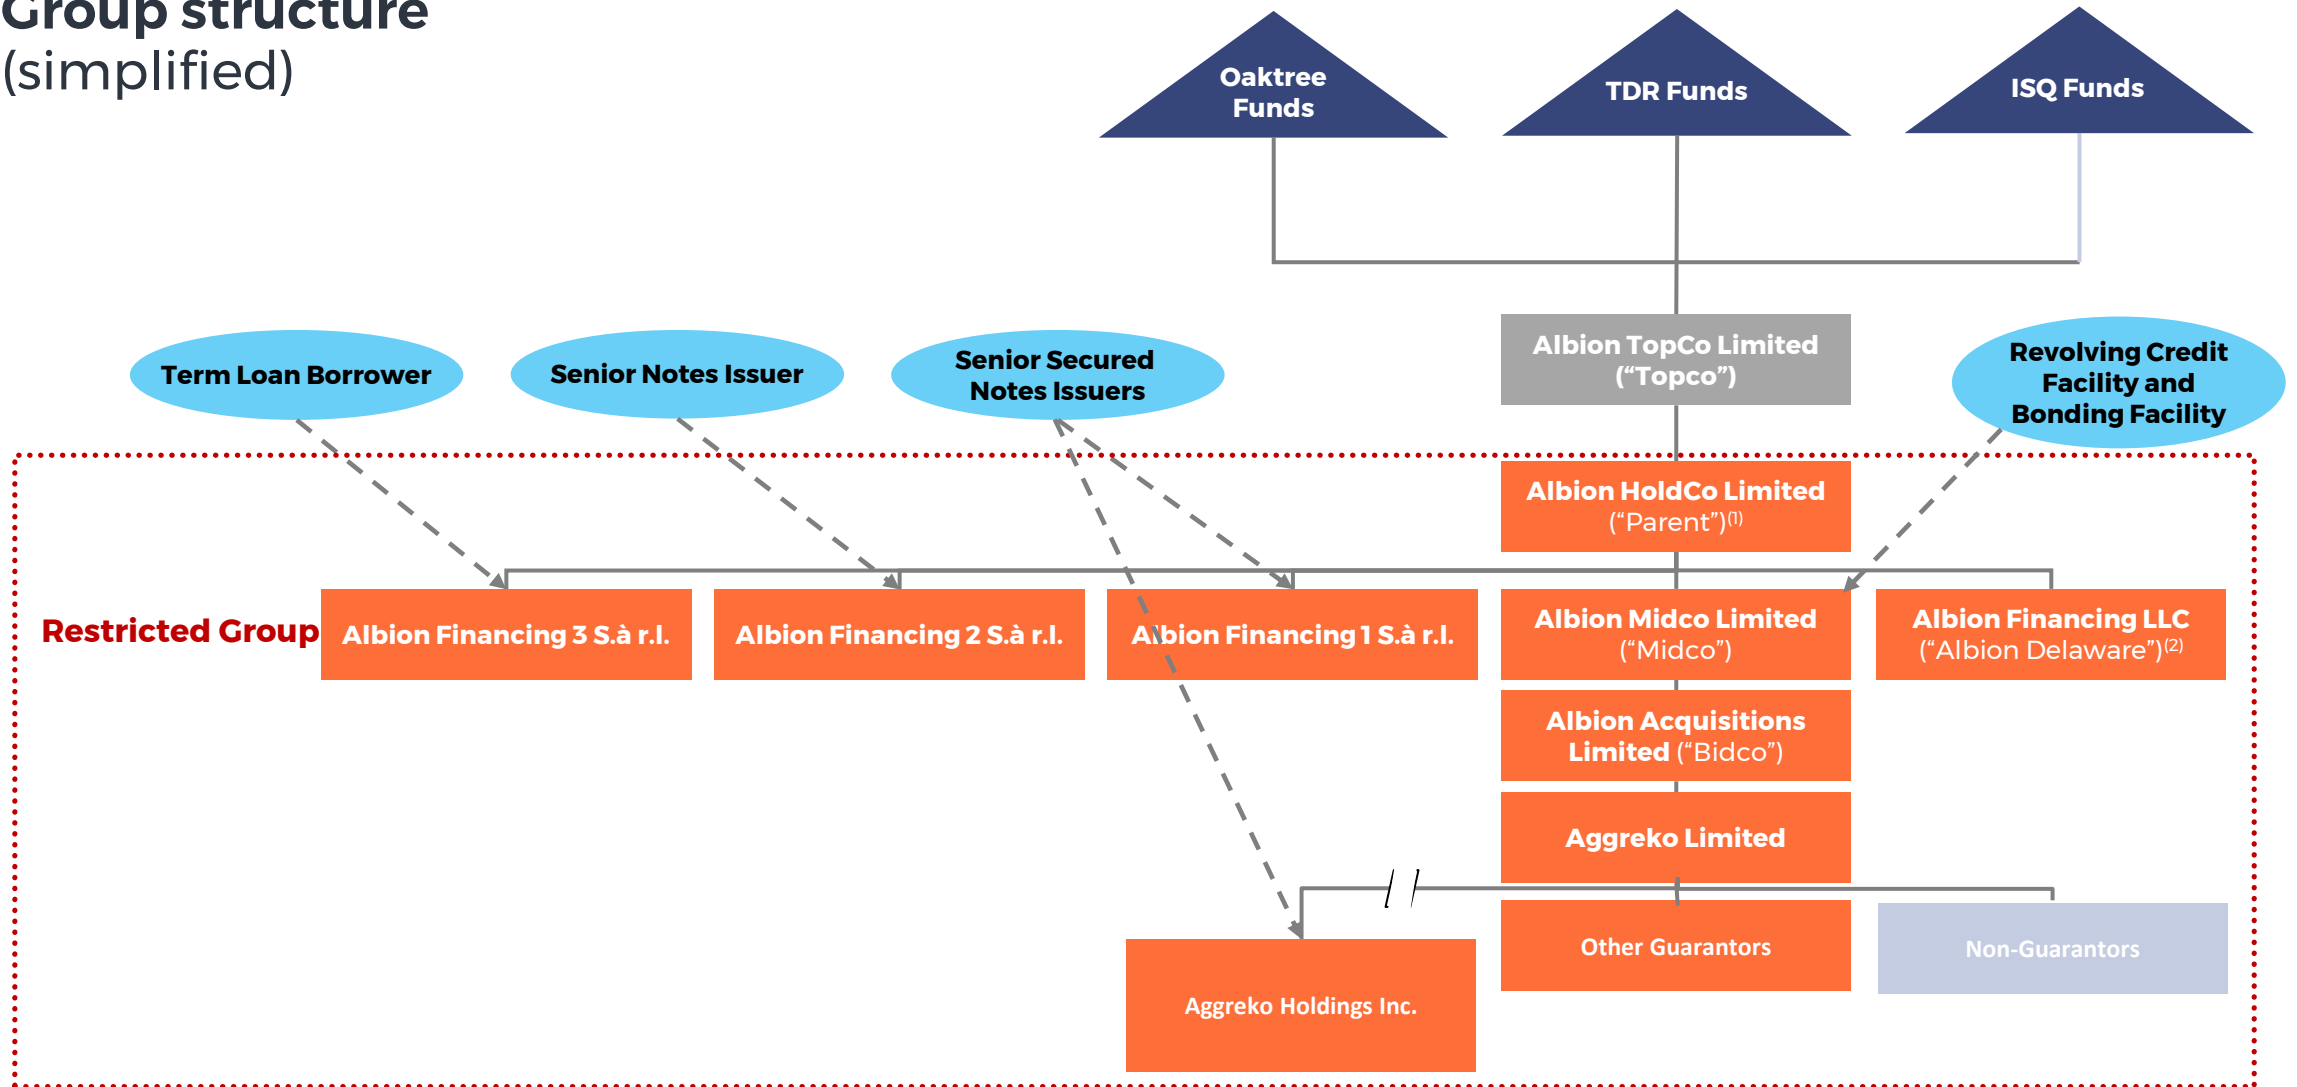 Group structure
(simplified)
Oaktree
Funds
TDR Funds
ISQ Funds
Albion TopCo Limited
(“Topco”)
Term Loan Borrower
Senior Notes Issuer
Senior Secured
Notes Issuers
Revolving Credit
Facility and
Bonding Facility
Albion HoldCo Limited
(“Parent”)(1)
Restricted Group
Albion Financing 3 S.à r.l.
Albion Financing 2 S.à r.l.
Albion Financing 1 S.à r.l.
Albion Midco Limited
(“Midco”)
Albion Financing LLC
(“Albion Delaware”)(2)
Albion Acquisitions
Limited (“Bidco”)
Aggreko Limited
Other Guarantors
Non-Guarantors
Aggreko Holdings Inc.